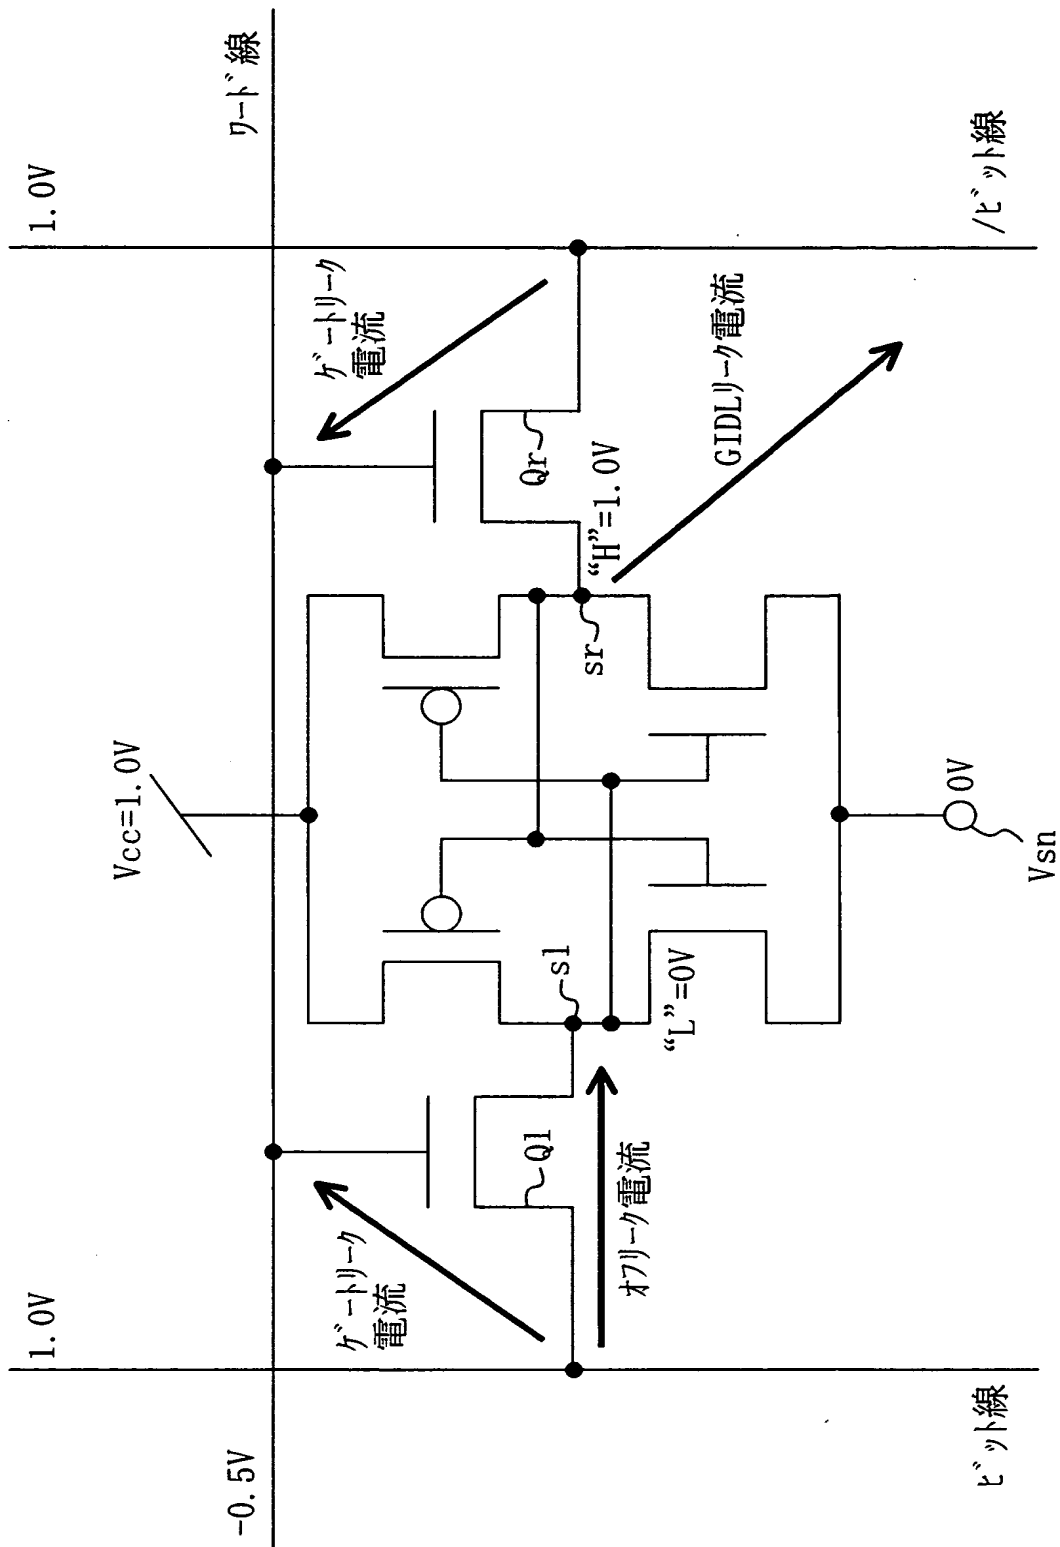 ワード線
1.0V
1.0V
-0.5V
Vcc=1.0V
ゲートリーク
電流
ゲートリーク
電流
Ql
Qr
sl
sr
“H”=1.0V
“L”=0V
オフリーク電流
GIDLリーク電流
0V
Vsn
ビット線
/ビット線